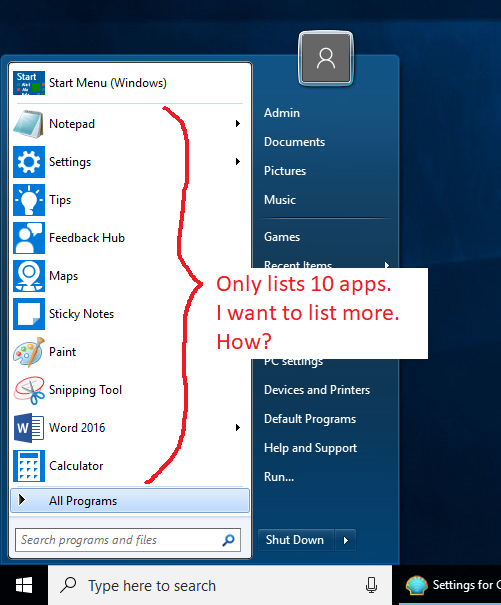 Start
Start Menu (Windows)
Notepad
Settings
Tips
Feedback Hub
Maps
Sticky Notes
Paint
Snipping Tool
Word 2016
Calculator
All Programs
Search programs and files
Admin
Documents
Pictures
Music
Games
Recent Items
Only lists 10 apps.
I want to list more.
How?
PC settings
Devices and Printers
Default Programs
Help and Support
Run...
Shut Down
Type here to search
Settings for C